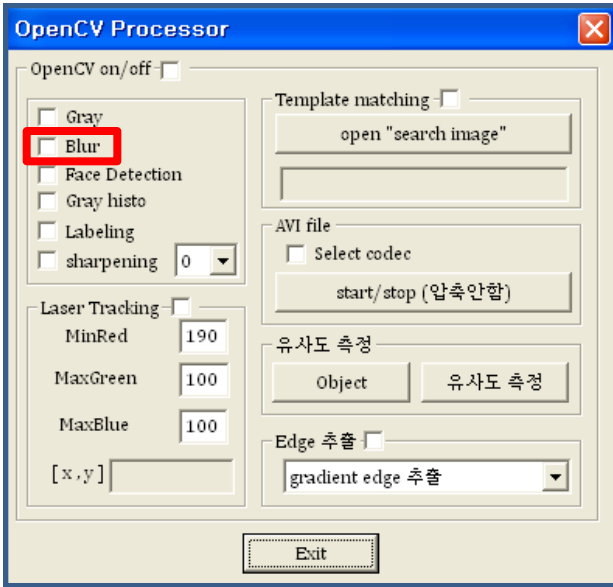 OpenCV Processor
OpenCV on/off
Gray
Blur
Face Detection
Gray histo
Labeling
sharpening 0
Laser Tracking
MinRed 190
MaxGreen 100
MaxBlue 100
[x,y]
Template matching
open "search image"
AVI file
Select codec
start/stop (압축안함)
유사도 측정
Object 유사도 측정
Edge 추출
gradient edge 추출
Exit